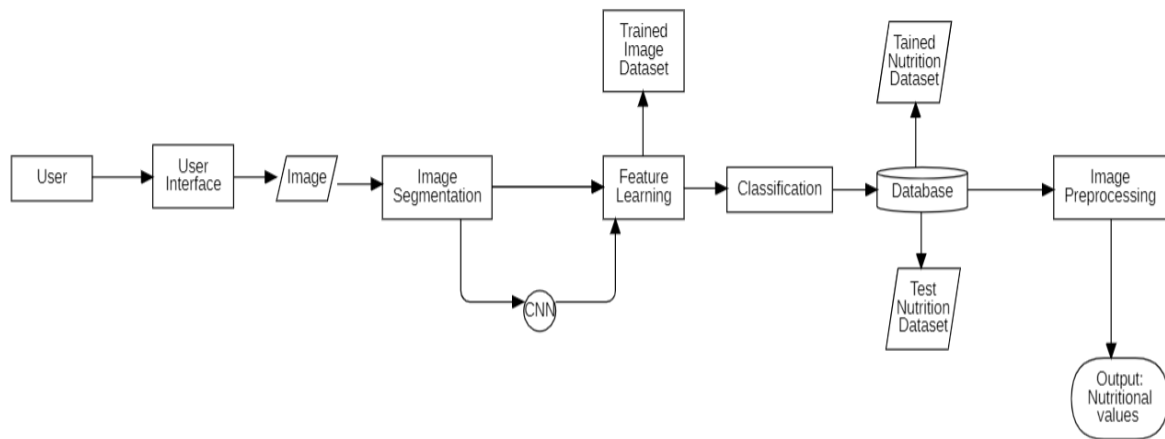 User
User
Interface
Image
Image
Segmentation
CNN
Trained
Image
Dataset
Feature
Learning
Classification
Tained
Nutrition
Dataset
Database
Test
Nutrition
Dataset
Image
Preprocessing
Output:
Nutritional
values